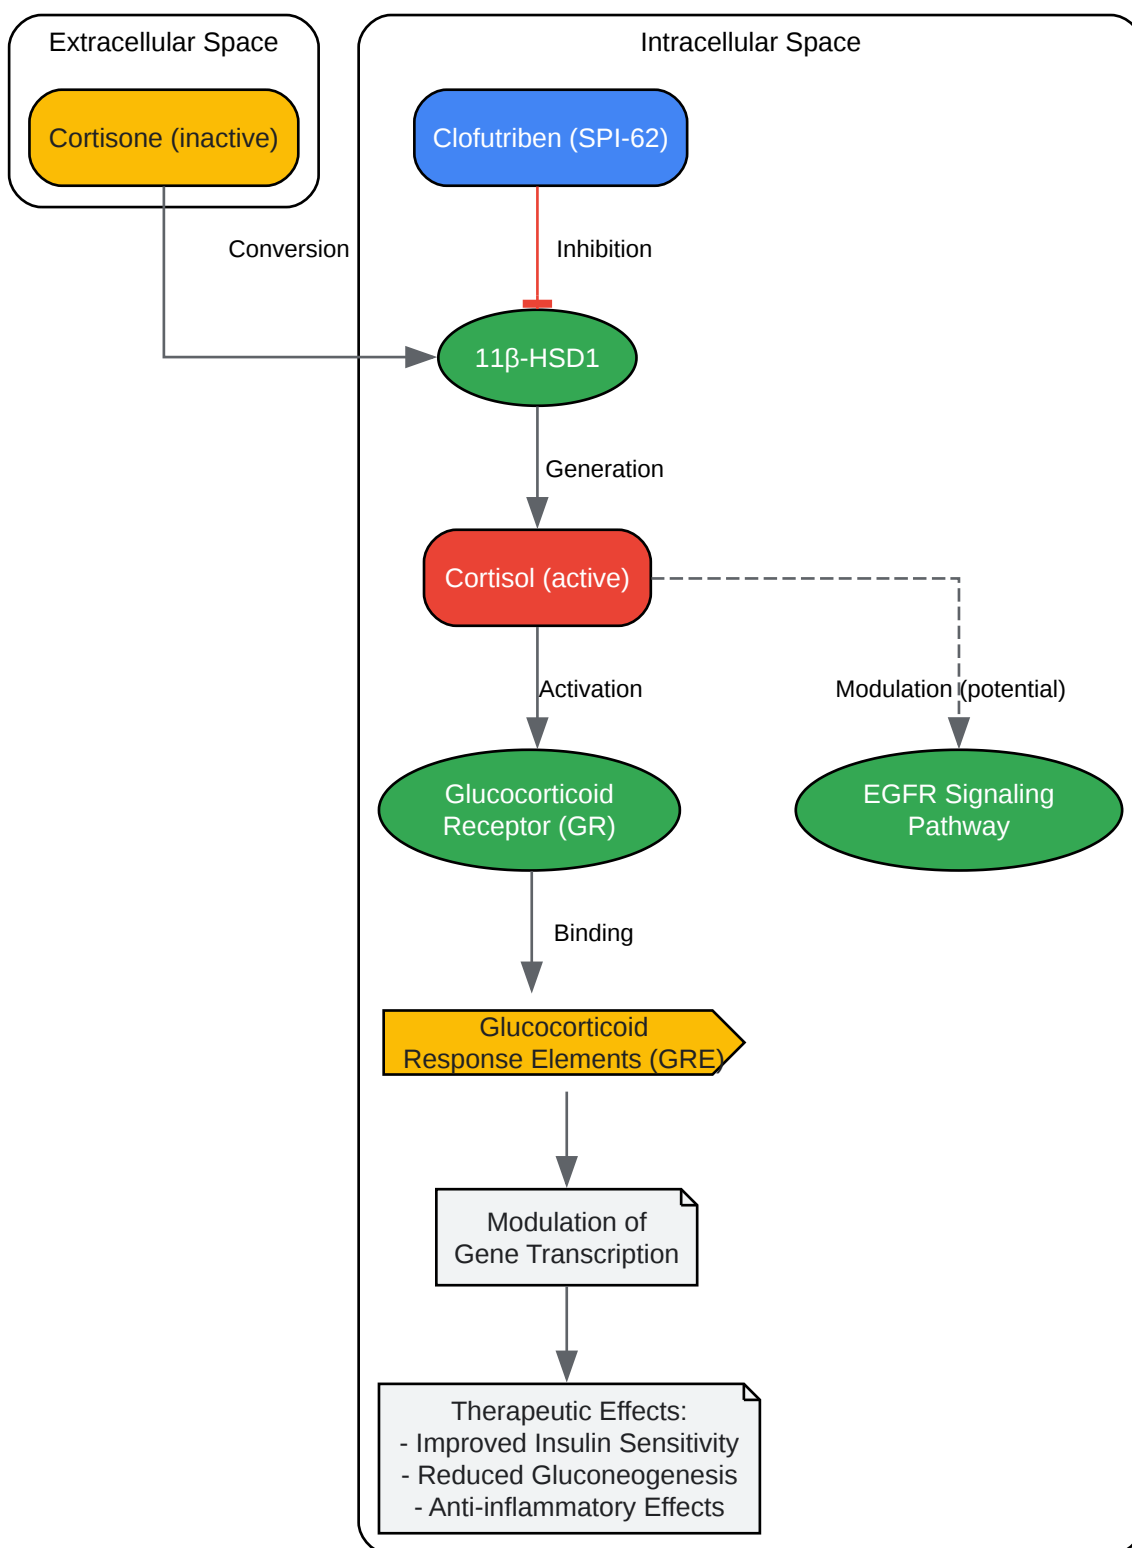 Extracellular Space
Intracellular Space
Cortisone (inactive)
Clofutriben (SPI-62)
Conversion
Inhibition
11β-HSD1
Generation
Cortisol (active)
Activation
Modulation (potential)
Glucocorticoid
Receptor (GR)
EGFR Signaling
Pathway
Binding
Glucocorticoid
Response Elements (GRE)
Modulation of
Gene Transcription
Therapeutic Effects:
- Improved Insulin Sensitivity
- Reduced Gluconeogenesis
- Anti-inflammatory Effects